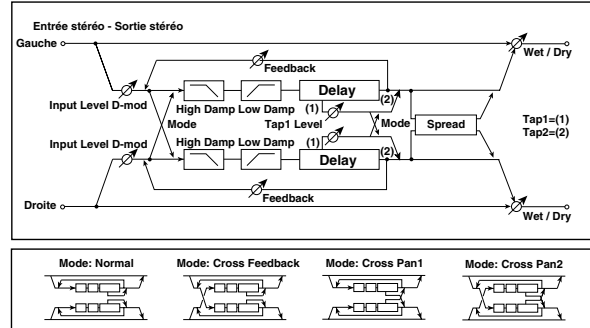 Entrée stéréo - Sortie stéréo
Gauche
Wet / Dry
Feedback
Delay
Input Level D-mod
High Damp Low Damp
(1)
(2)
Mode
Tap1 Level
Mode
Spread
Tap1=(1)
Tap2=(2)
Input Level D-mod
High Damp Low Damp
(1)
(2)
Delay
Feedback
Droite
Wet / Dry
Mode: Normal
Mode: Cross Feedback
Mode: Cross Pan1
Mode: Cross Pan2